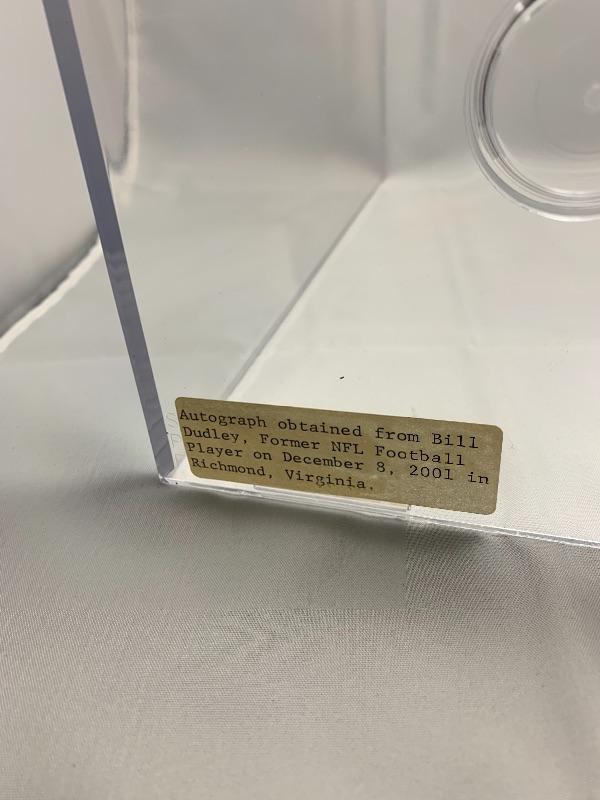 Autograph obtained from Bill
Dudley, Former NFL Football
Player on December 8, 2001 in
Richmond, Virginia.